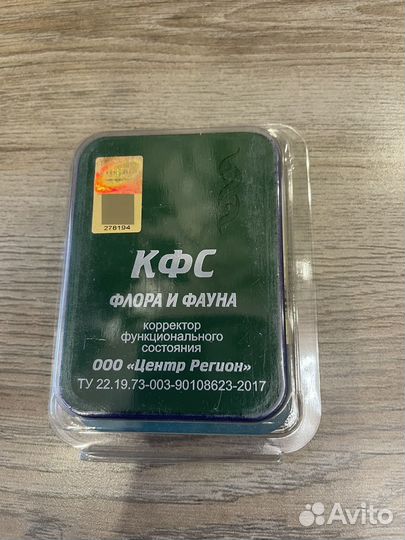 278194
КФС
ФЛОРА И ФАУНА
корректор
функционального
состояния
ООО «Центр Регион»
ТУ 22.19.73-003-90108623-2017
Avito